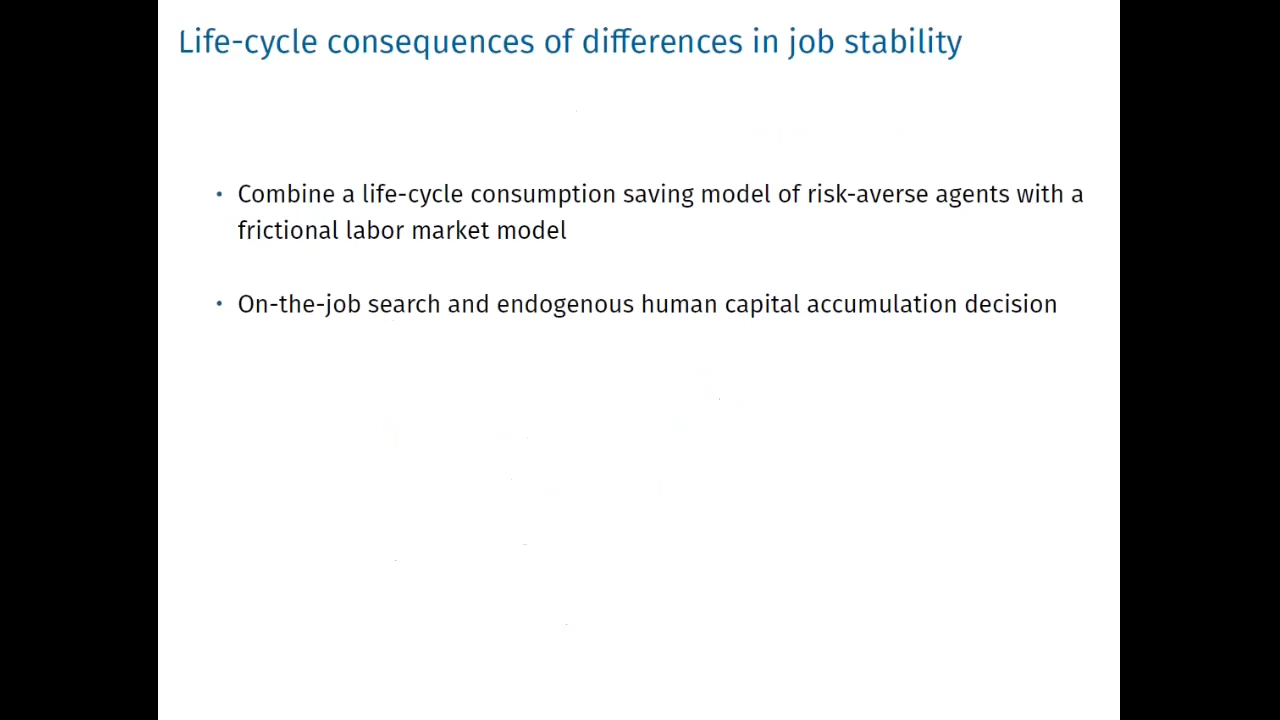 Life-cycle consequences of differences in job stability
• Combine a life-cycle consumption saving model of risk-averse agents with a
frictional labor market model
• On-the-job search and endogenous human capital accumulation decision